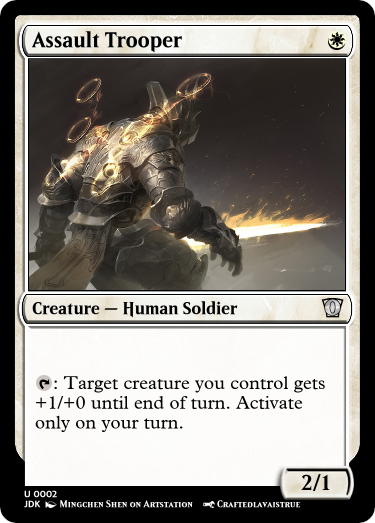 Assault Trooper
Creature — Human Soldier
: Target creature you control gets
+1/+0 until end of turn. Activate
only on your turn.
2/1
U 0002
JDK Mingchen Shen on Artstation Craftedlavaistrue